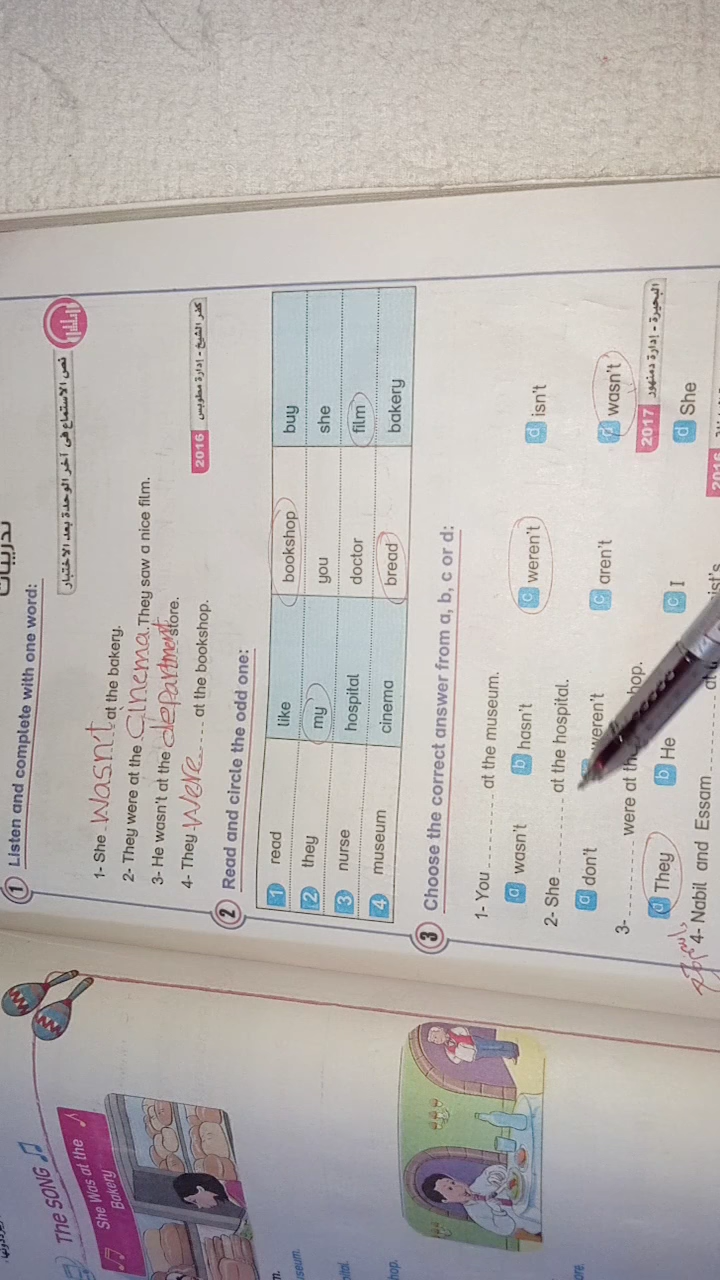 تدريبات
1 Listen and complete with one word:
نص الاستماع فى آخر الوحدة بعد الاختبار
1- She wasn't at the bakery.
2- They were at the cinema. They saw a nice film.
3- He wasn't at the department store.
4- They were at the bookshop.
2016 كفر الشيخ - إدارة مطوبس
2 Read and circle the odd one:
1 read like bookshop buy
2 they my you she
3 nurse hospital doctor film
4 museum cinema bread bakery
3 Choose the correct answer from a, b, c or d:
1- You -------- at the museum.
a wasn't b hasn't c weren't d isn't
2- She -------- at the hospital.
a don't weren't c aren't d wasn't
3- -------- were at the hop.
2017 البحيرة - إدارة دمنهور
a They b He c I d She
4- Nabil and Essam -------- at
2016
The SONG
She Was at the
Bakery